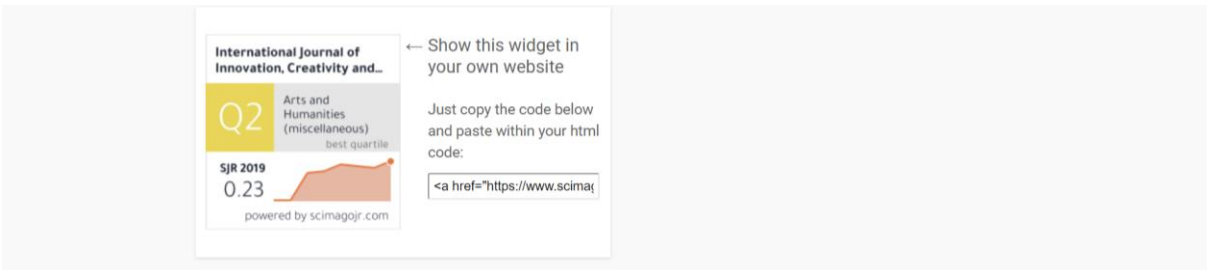 International Journal of
Innovation, Creativity and...
Q2
Arts and
Humanities
(miscellaneous)
best quartile
SJR 2019
0.23
powered by scimagojr.com
← Show this widget in
your own website
Just copy the code below
and paste within your html
code:
<a href="https://www.scimag